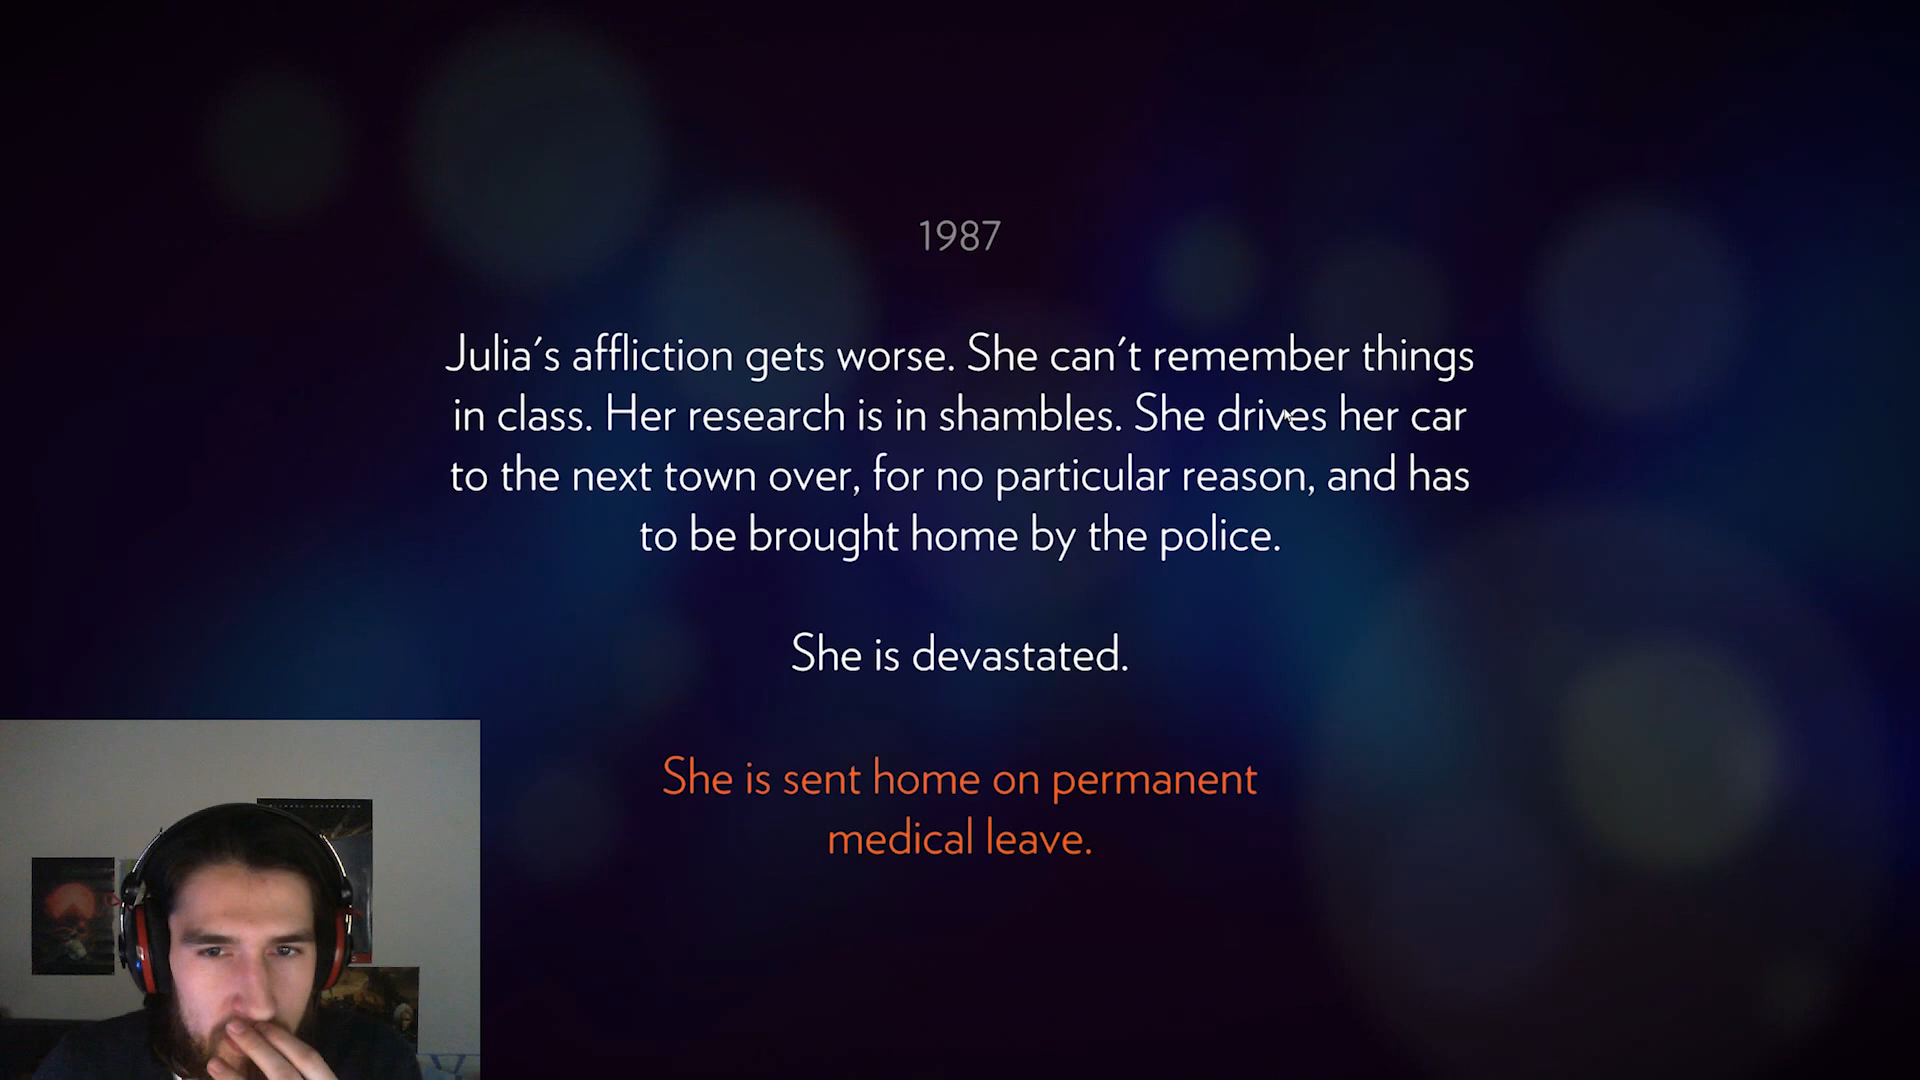 1987
Julia's affliction gets worse. She can't remember things
in class. Her research is in shambles. She drives her car
to the next town over, for no particular reason, and has
to be brought home by the police.
She is devastated.
She is sent home on permanent
medical leave.